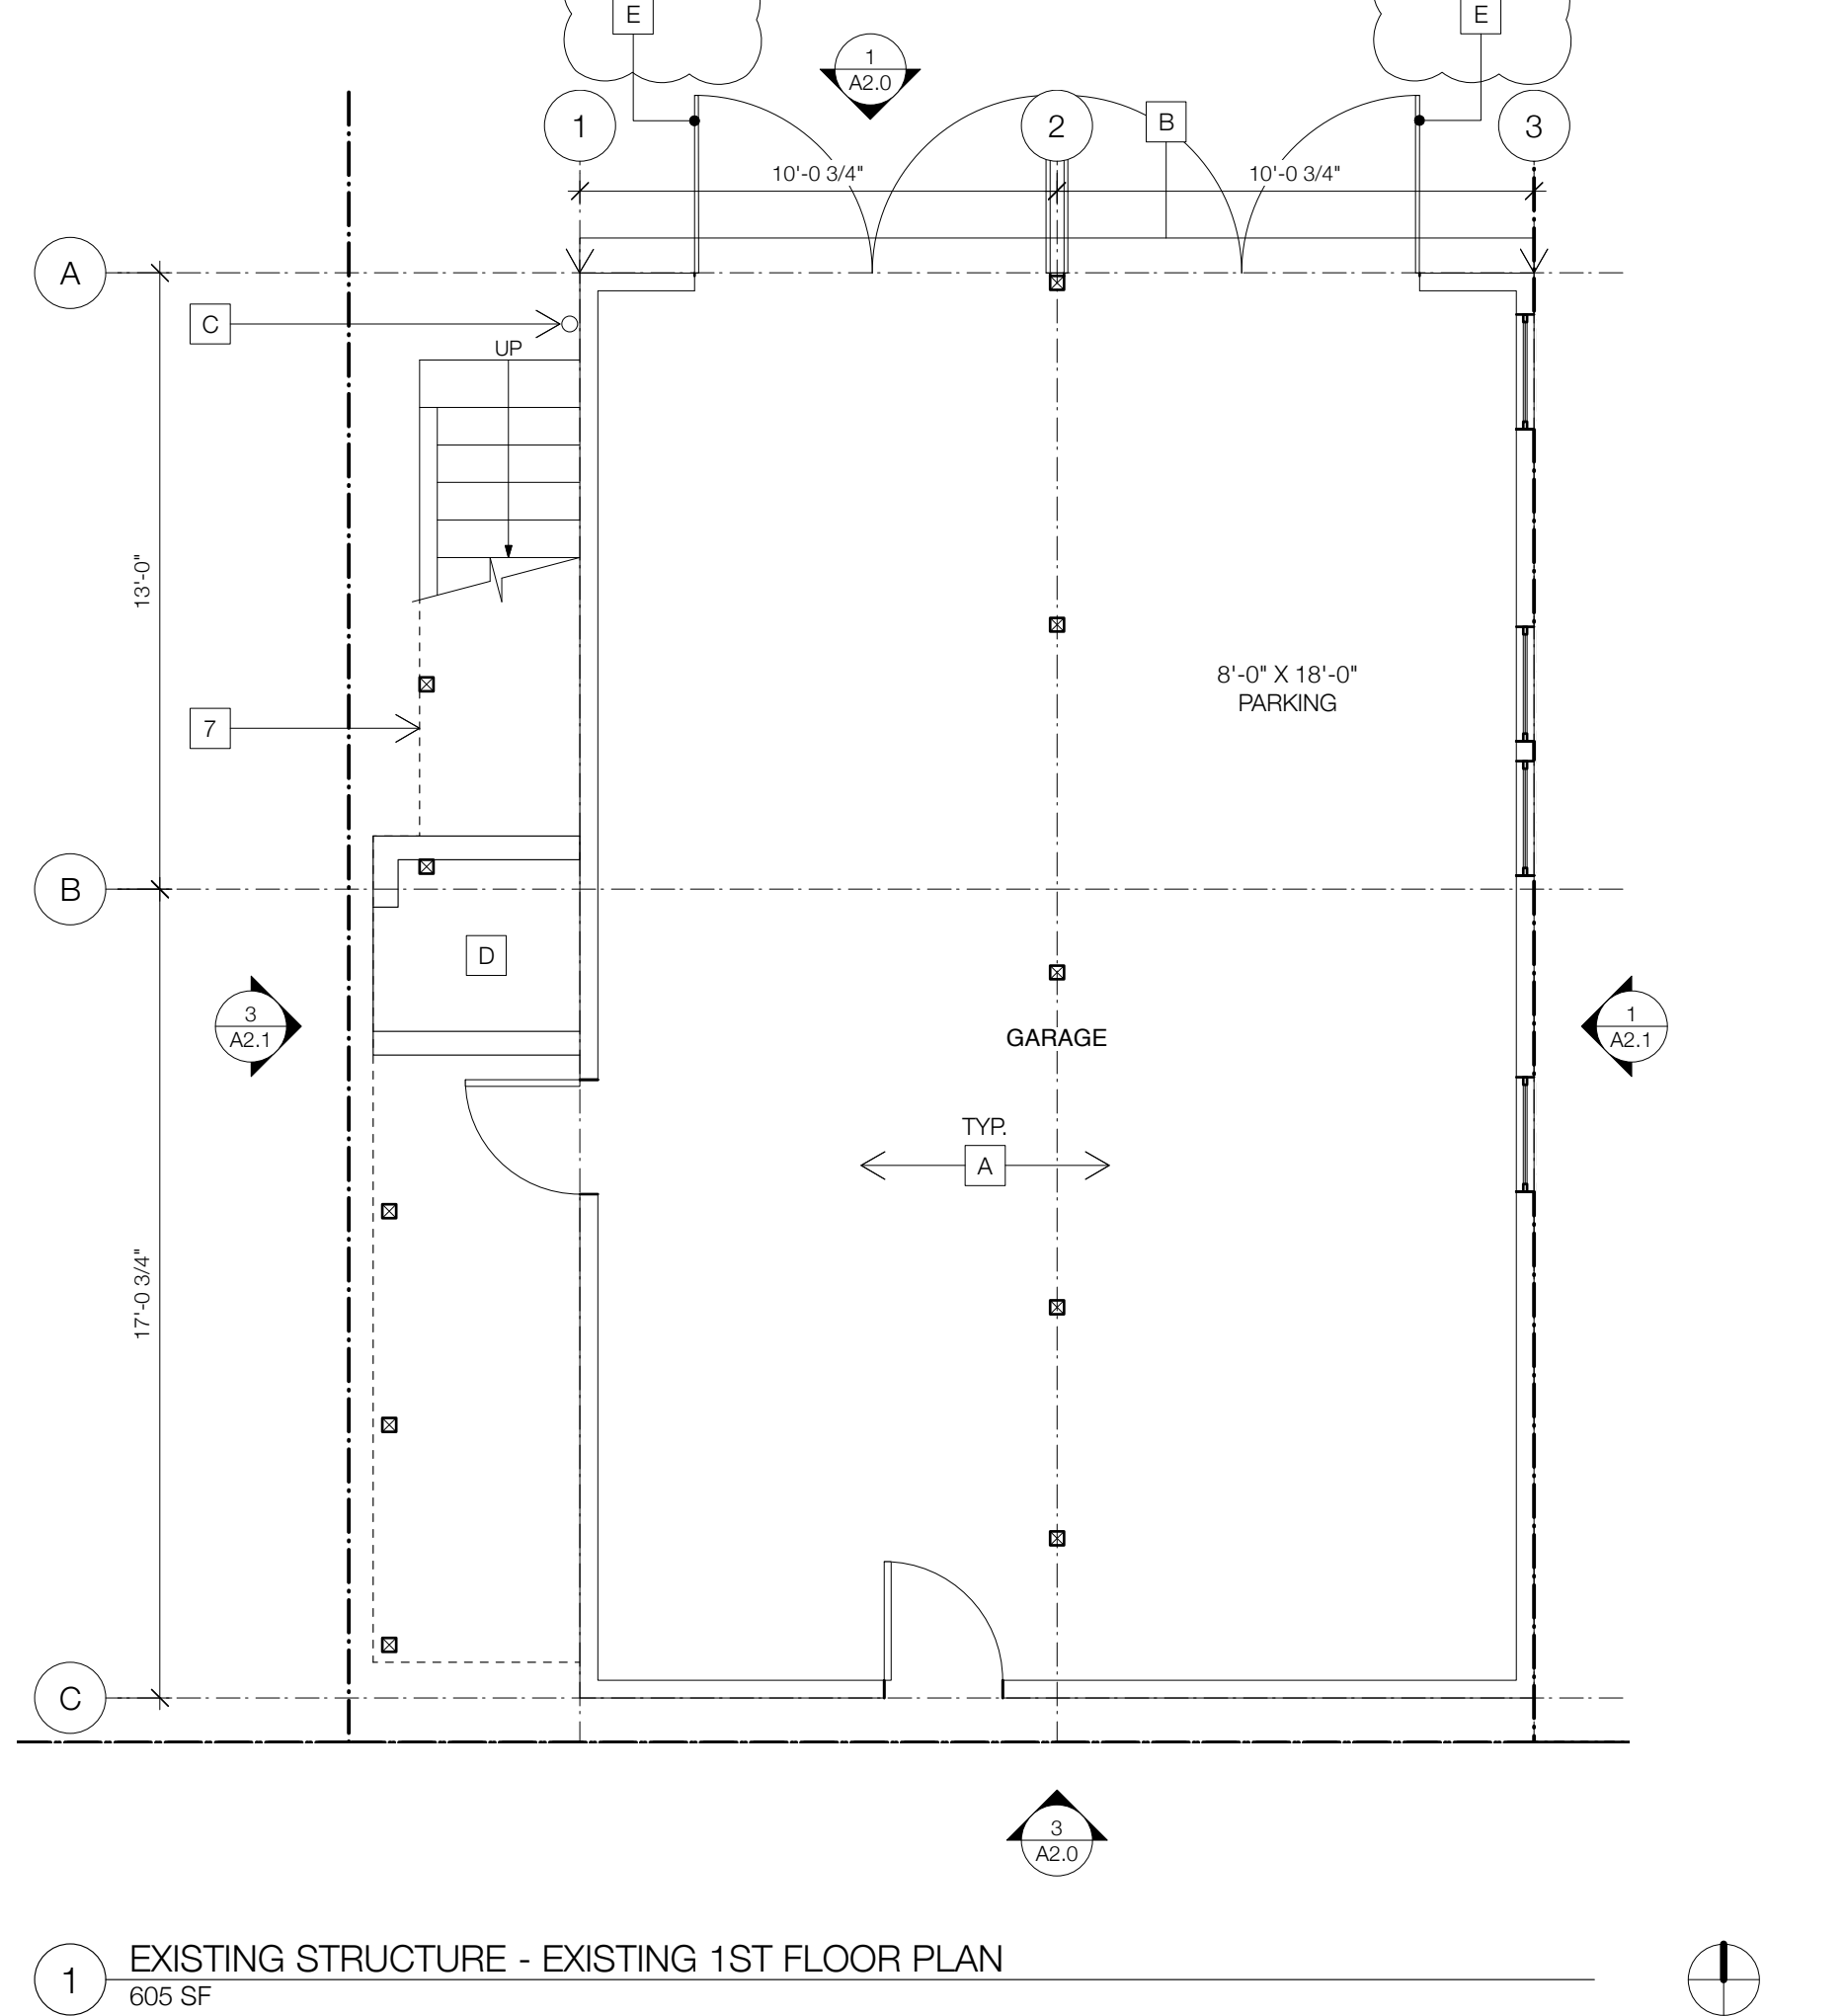 E
E
1
A2.0
1
2
B
3
10'-0 3/4"
10'-0 3/4"
A
C
UP
13'-0"
8'-0" X 18'-0"
PARKING
7
B
D
3
A2.1
1
A2.1
GARAGE
TYP.
A
17'-0 3/4"
C
3
A2.0
1
EXISTING STRUCTURE - EXISTING 1ST FLOOR PLAN
605 SF